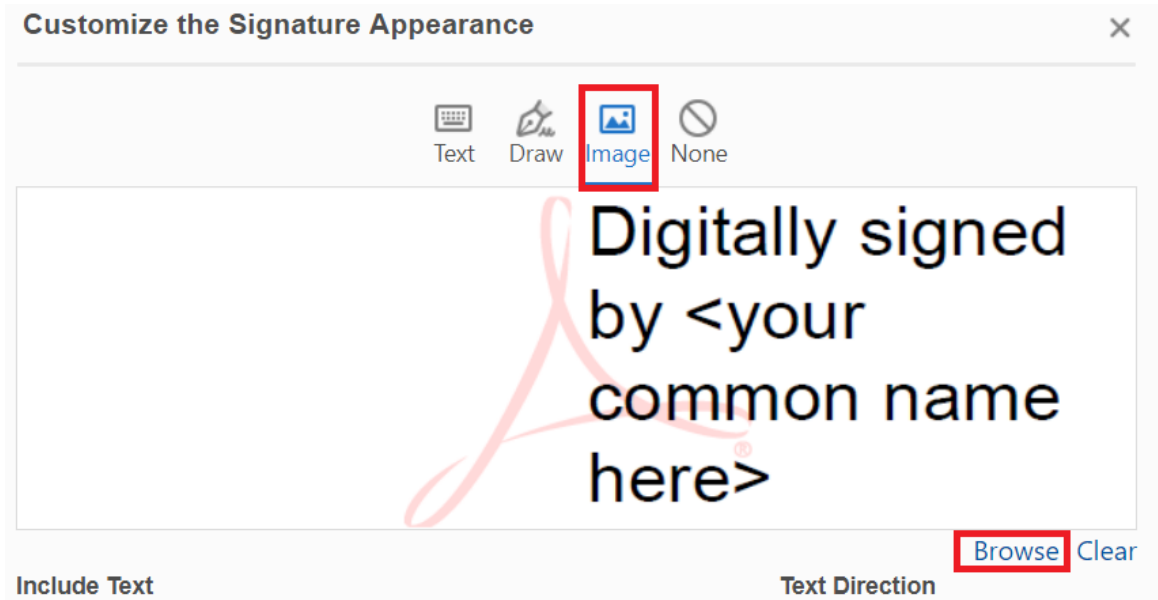 Customize the Signature Appearance
Text Draw Image None
Digitally signed
by <your
common name
here>
®
Browse Clear
Include Text Text Direction